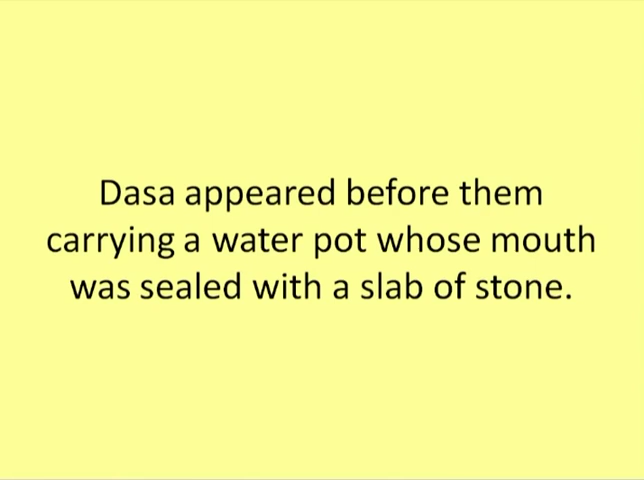 Dasa appeared before them
carrying a water pot whose mouth
was sealed with a slab of stone.